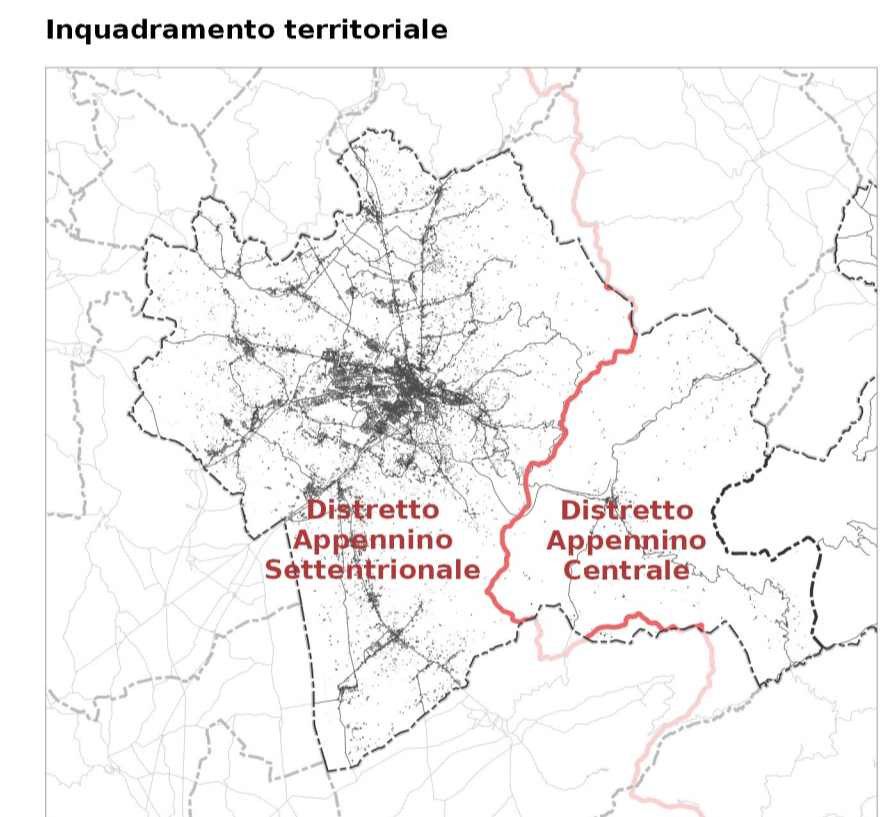 Inquadramento territoriale
Distretto
Appennino
Settentrionale
Distretto
Appennino
Centrale